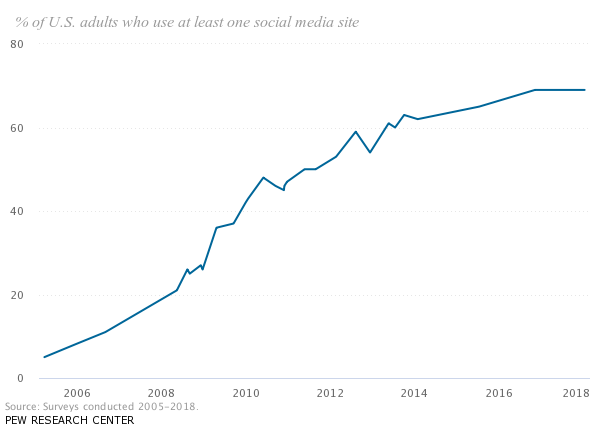 % of U.S. adults who use at least one social media site
80
60
40
20
0
2006 2008 2010 2012 2014 2016 2018
Source: Surveys conducted 2005–2018.
PEW RESEARCH CENTER